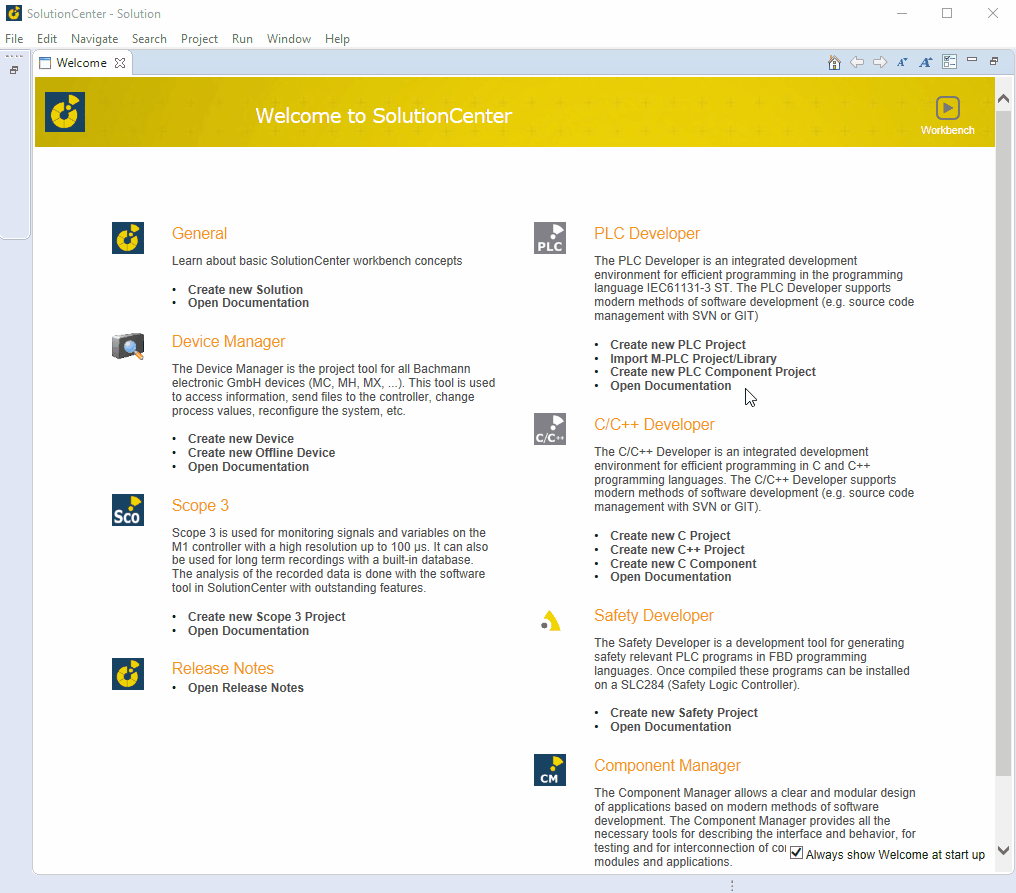 SolutionCenter - Solution
File Edit Navigate Search Project Run Window Help
Welcome
Welcome to SolutionCenter
Workbench
General
Learn about basic SolutionCenter workbench concepts
• Create new Solution
• Open Documentation
Device Manager
The Device Manager is the project tool for all Bachmann
electronic GmbH devices (MC, MH, MX, ...). This tool is used
to access information, send files to the controller, change
process values, reconfigure the system, etc.
• Create new Device
• Create new Offline Device
• Open Documentation
Sco
Scope 3
Scope 3 is used for monitoring signals and variables on the
M1 controller with a high resolution up to 100 µs. It can also
be used for long term recordings with a built-in database.
The analysis of the recorded data is done with the software
tool in SolutionCenter with outstanding features.
• Create new Scope 3 Project
• Open Documentation
Release Notes
• Open Release Notes
PLC
PLC Developer
The PLC Developer is an integrated development
environment for efficient programming in the programming
language IEC61131-3 ST. The PLC Developer supports
modern methods of software development (e.g. source code
management with SVN or GIT)
• Create new PLC Project
• Import M-PLC Project/Library
• Create new PLC Component Project
• Open Documentation
C/C++
C/C++ Developer
The C/C++ Developer is an integrated development
environment for efficient programming in C and C++
programming languages. The C/C++ Developer supports
modern methods of software development (e.g. source code
management with SVN or GIT).
• Create new C Project
• Create new C++ Project
• Create new C Component
• Open Documentation
Safety Developer
The Safety Developer is a development tool for generating
safety relevant PLC programs in FBD programming
languages. Once compiled these programs can be installed
on a SLC284 (Safety Logic Controller).
• Create new Safety Project
• Open Documentation
CM
Component Manager
The Component Manager allows a clear and modular design
of applications based on modern methods of software
development. The Component Manager provides all the
necessary tools for describing the interface and behavior, for
testing and for interconnection of
modules and applications.
Always show Welcome at start up